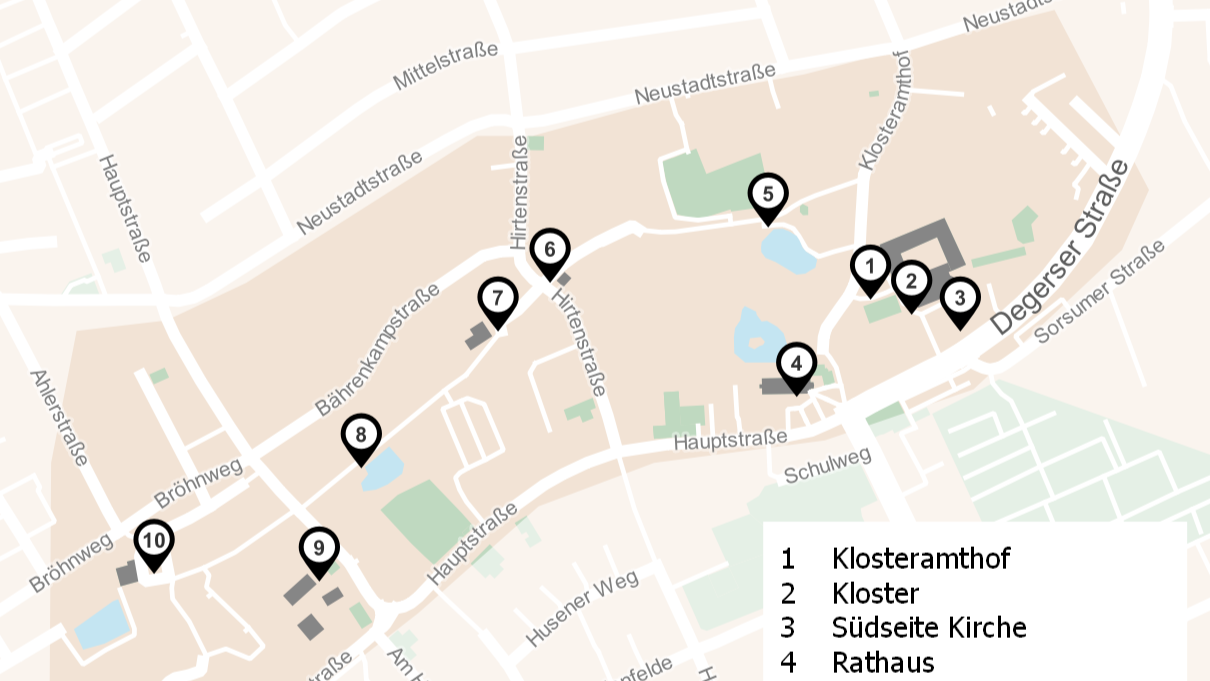 Neustadts
Mittelstraße
Neustadtstraße
Klosteramthof
Hauptstraße
Neustadtstraße
Hirtenstraße
Degerser Straße
Sorsumer Straße
5
6
1
2
7
3
Hirtenstraße
Bährenkampstraße
4
Ahlerstraße
8
Hauptstraße
Schulweg
Bröhnweg
Hauptstraße
Bröhnweg
10
9
Husener Weg
Am
nfelde
H
raße
1 Klosteramthof
2 Kloster
3 Südseite Kirche
4 Rathaus